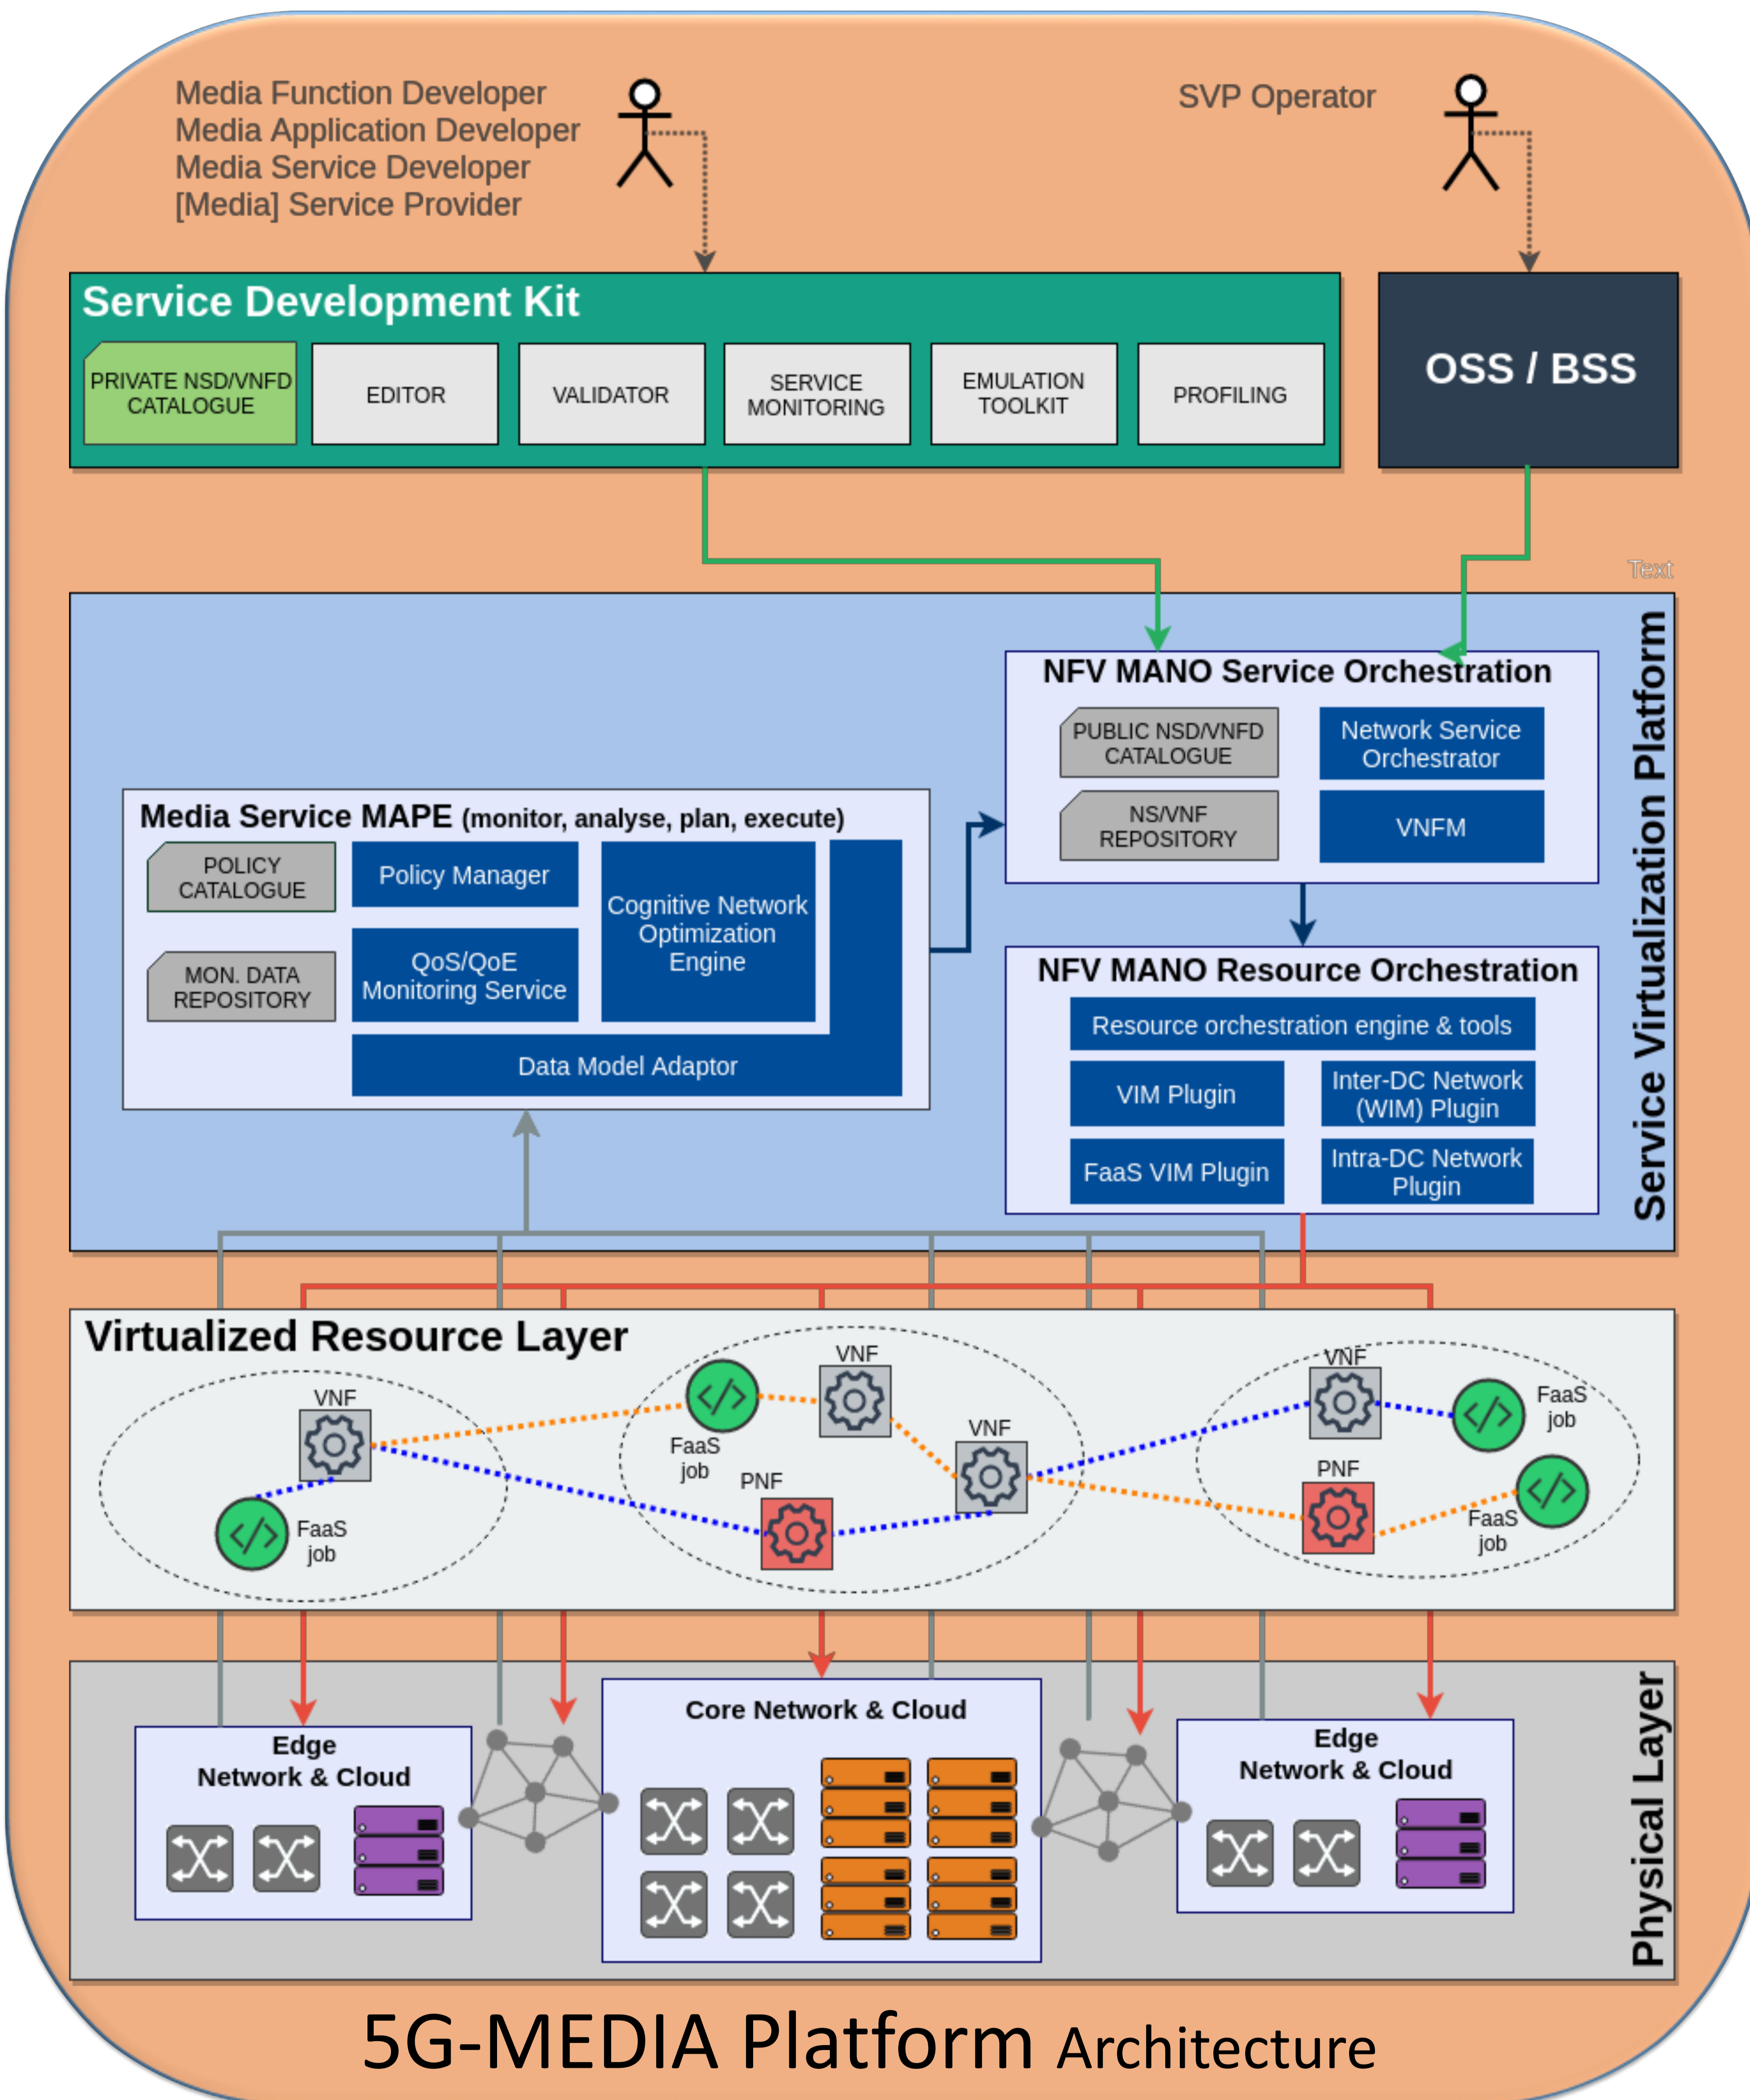 Media Function Developer
Media Application Developer
Media Service Developer
[Media] Service Provider
SVP Operator
Service Development Kit
PRIVATE NSD/VNFD
CATALOGUE
EDITOR
VALIDATOR
SERVICE
MONITORING
EMULATION
TOOLKIT
PROFILING
OSS / BSS
Text
Service Virtualization Platform
NFV MANO Service Orchestration
PUBLIC NSD/VNFD
CATALOGUE
Network Service
Orchestrator
NS/VNF
REPOSITORY
VNFM
Media Service MAPE (monitor, analyse, plan, execute)
POLICY
CATALOGUE
Policy Manager
Cognitive Network
Optimization
Engine
MON. DATA
REPOSITORY
QoS/QoE
Monitoring Service
Data Model Adaptor
NFV MANO Resource Orchestration
Resource orchestration engine & tools
VIM Plugin
Inter-DC Network
(WIM) Plugin
FaaS VIM Plugin
Intra-DC Network
Plugin
Virtualized Resource Layer
VNF
FaaS
job
FaaS
job
VNF
VNF
PNF
VNF
FaaS
job
PNF
FaaS
job
Physical Layer
Edge
Network & Cloud
Core Network & Cloud
Edge
Network & Cloud
5G-MEDIA Platform Architecture